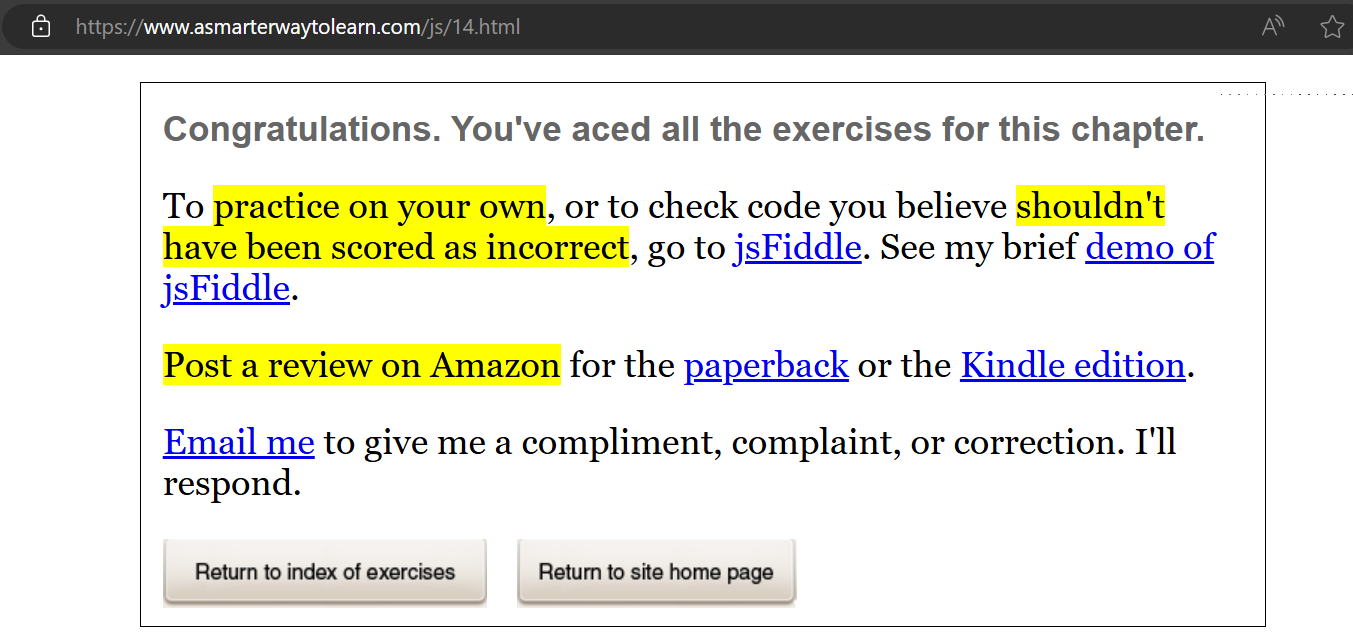 https://www.asmarterwaytolearn.com/js/14.html
Congratulations. You've aced all the exercises for this chapter.
To practice on your own, or to check code you believe shouldn't
have been scored as incorrect, go to jsFiddle. See my brief demo of
jsFiddle.
Post a review on Amazon for the paperback or the Kindle edition.
Email me to give me a compliment, complaint, or correction. I'll
respond.
Return to index of exercises
Return to site home page